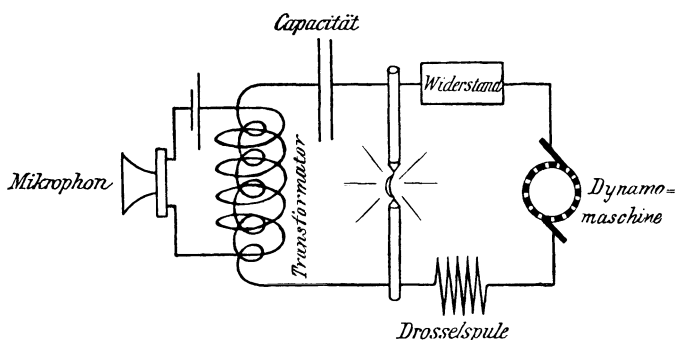 Capacität
Widerstand
Mikrophon
Transformator
Dynamo=
maschine
Drosselspule